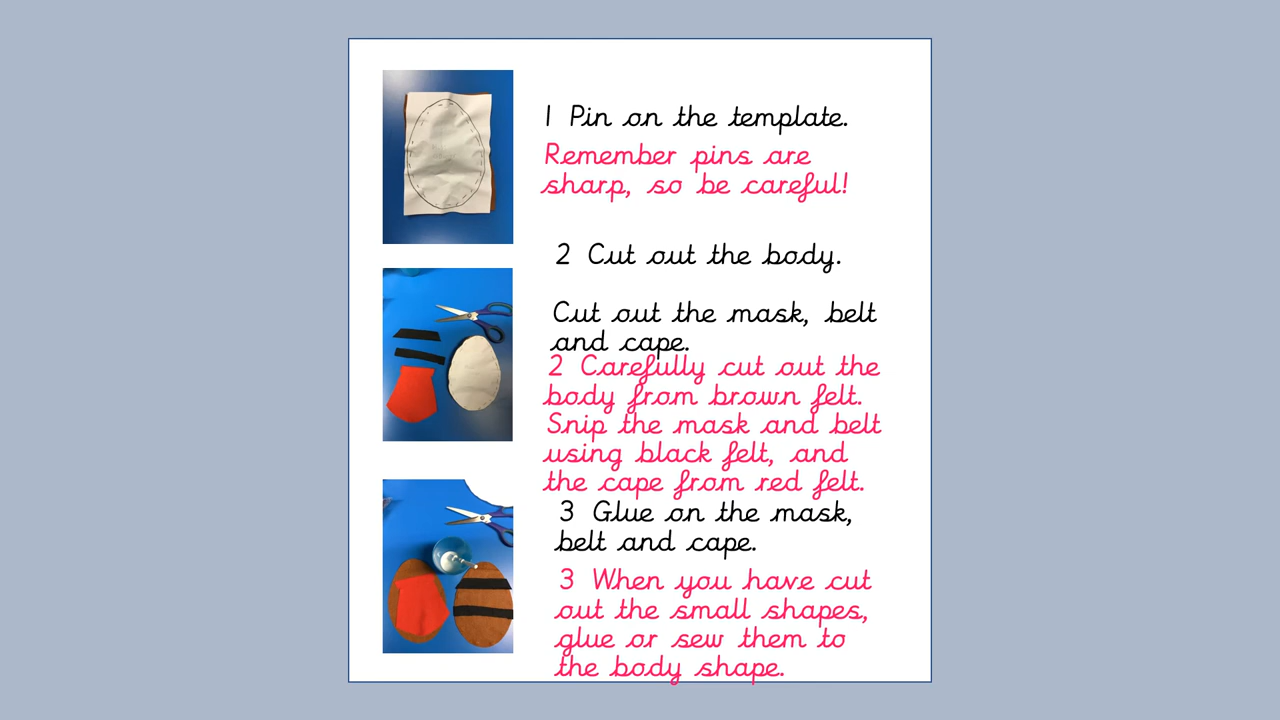 1 Pin on the template.
Remember pins are
sharp, so be careful!
2 Cut out the body.
Cut out the mask, belt
and cape.
2 Carefully cut out the
body from brown felt.
Snip the mask and belt
using black felt, and
the cape from red felt.
3 Glue on the mask,
belt and cape.
3 When you have cut
out the small shapes,
glue or sew them to
the body shape.